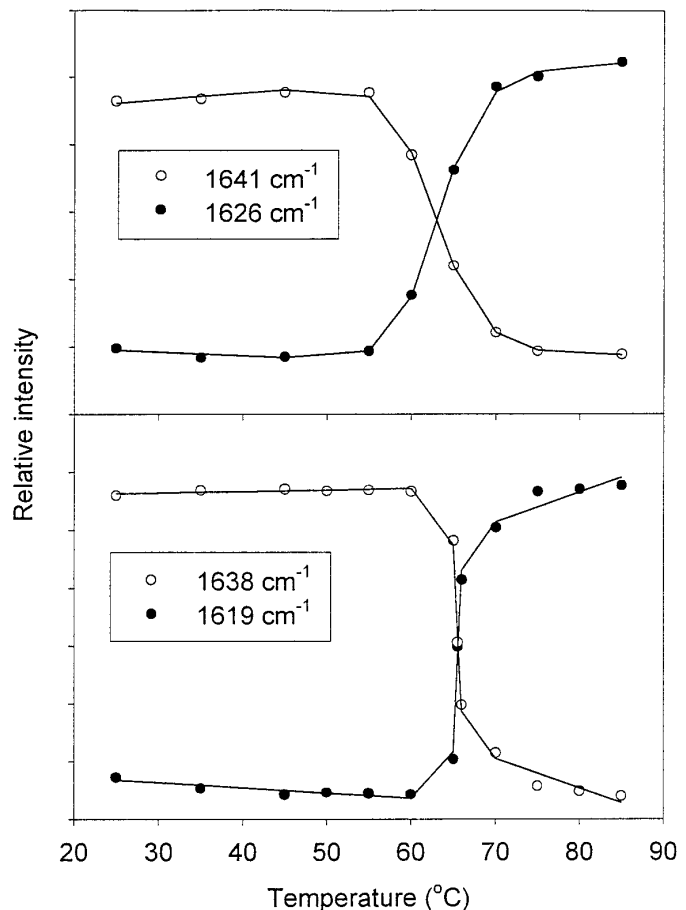 1641 cm⁻¹
1626 cm⁻¹
Relative intensity
1638 cm⁻¹
1619 cm⁻¹
20 30 40 50 60 70 80 90
Temperature (°C)